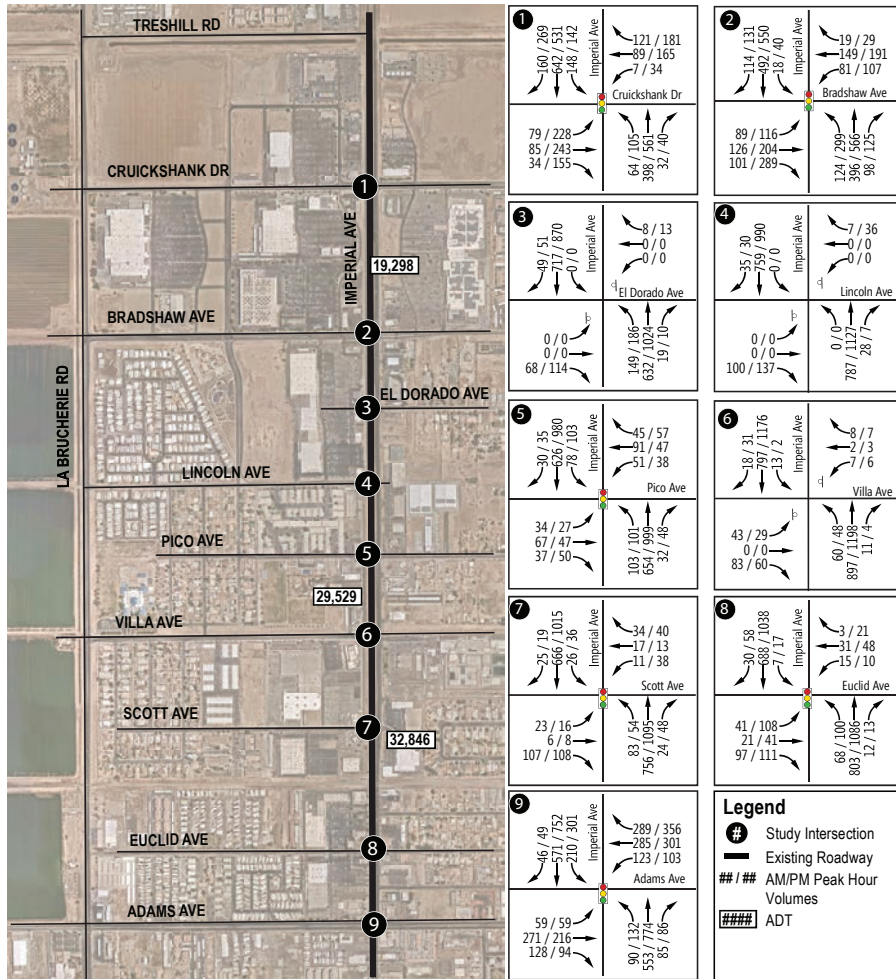 TRESHILL RD
CRUICKSHANK DR
IMPERIAL AVE
19,298
BRADSHAW AVE
LA BRUCHERIE RD
EL DORADO AVE
LINCOLN AVE
PICO AVE
29,529
VILLA AVE
SCOTT AVE
32,846
EUCLID AVE
ADAMS AVE
1
2
3
4
5
6
7
8
9
1
160 / 269
642 / 531
148 / 142
Imperial Ave
121 / 181
89 / 165
7 / 34
Cruickshank Dr
79 / 228
85 / 243
34 / 155
64 / 105
398 / 561
32 / 40
2
114 / 131
492 / 550
18 / 40
Imperial Ave
19 / 29
149 / 191
81 / 107
Bradshaw Ave
89 / 116
126 / 204
101 / 289
124 / 299
396 / 566
98 / 125
3
49 / 51
717 / 870
0 / 0
Imperial Ave
8 / 13
0 / 0
0 / 0
El Dorado Ave
0 / 0
0 / 0
68 / 114
149 / 186
632 / 1024
19 / 10
4
35 / 30
759 / 990
0 / 0
Imperial Ave
7 / 36
0 / 0
0 / 0
Lincoln Ave
0 / 0
0 / 0
100 / 137
0 / 0
787 / 1127
28 / 7
5
30 / 35
626 / 980
78 / 103
Imperial Ave
45 / 57
91 / 47
51 / 38
Pico Ave
34 / 27
67 / 47
37 / 50
103 / 101
654 / 999
32 / 48
6
18 / 31
797 / 1176
13 / 2
Imperial Ave
8 / 7
2 / 3
7 / 6
Villa Ave
43 / 29
0 / 0
83 / 60
60 / 48
897 / 1198
11 / 4
7
25 / 19
666 / 1015
26 / 36
Imperial Ave
34 / 40
17 / 13
11 / 38
Scott Ave
23 / 16
6 / 8
107 / 108
83 / 54
756 / 1095
24 / 48
8
30 / 58
688 / 1038
7 / 17
Imperial Ave
3 / 21
31 / 48
15 / 10
Euclid Ave
41 / 108
21 / 41
97 / 111
68 / 100
803 / 1086
12 / 13
9
46 / 49
571 / 752
210 / 301
Imperial Ave
289 / 356
285 / 301
123 / 103
Adams Ave
59 / 59
271 / 216
128 / 94
90 / 132
553 / 774
85 / 86
Legend
# Study Intersection
Existing Roadway
## / ## AM/PM Peak Hour
Volumes
#### ADT